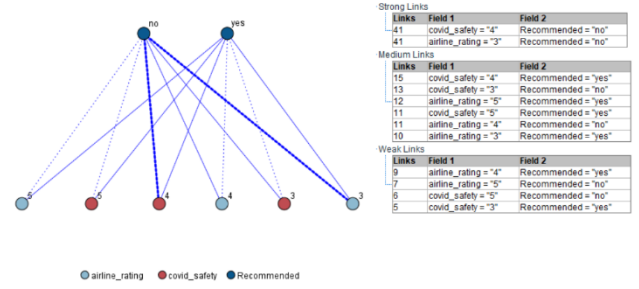 no
yes
5
5
4
4
3
3
airline_rating
covid_safety
Recommended
Strong Links
Links Field 1 Field 2
41 covid_safety = "4" Recommended = "no"
41 airline_rating = "3" Recommended = "no"
Medium Links
Links Field 1 Field 2
15 covid_safety = "4" Recommended = "yes"
13 covid_safety = "3" Recommended = "no"
12 airline_rating = "5" Recommended = "yes"
11 covid_safety = "5" Recommended = "yes"
11 airline_rating = "4" Recommended = "no"
10 airline_rating = "3" Recommended = "yes"
Weak Links
Links Field 1 Field 2
9 airline_rating = "4" Recommended = "yes"
7 airline_rating = "5" Recommended = "no"
6 covid_safety = "5" Recommended = "no"
5 covid_safety = "3" Recommended = "yes"